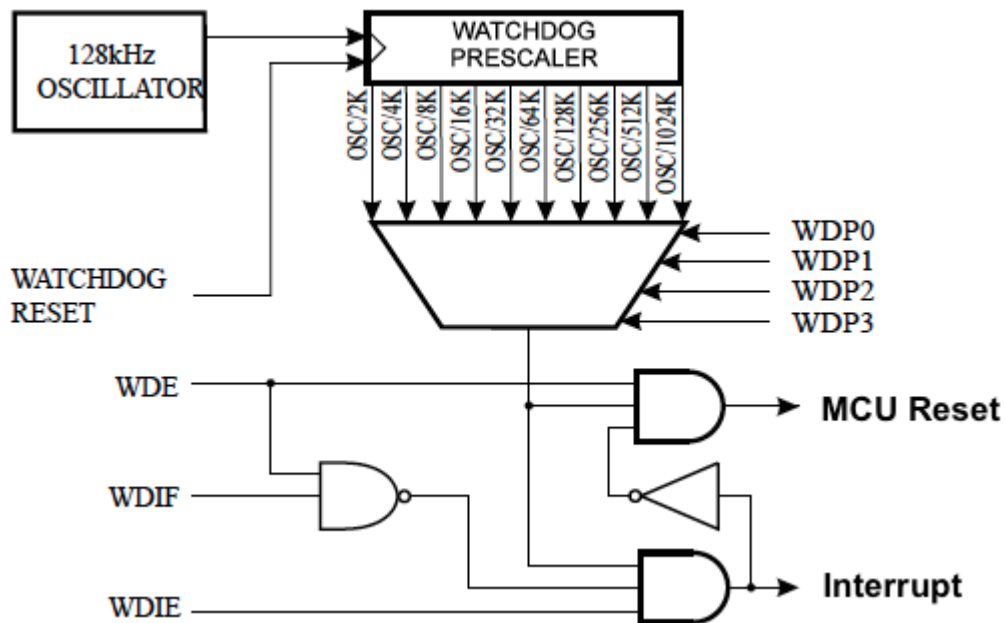 128kHz
OSCILLATOR
WATCHDOG
PRESCALER
OSC/2K
OSC/4K
OSC/8K
OSC/16K
OSC/32K
OSC/64K
OSC/128K
OSC/256K
OSC/512K
OSC/1024K
WDP0
WDP1
WDP2
WDP3
WATCHDOG
RESET
WDE
MCU Reset
WDIF
Interrupt
WDIE